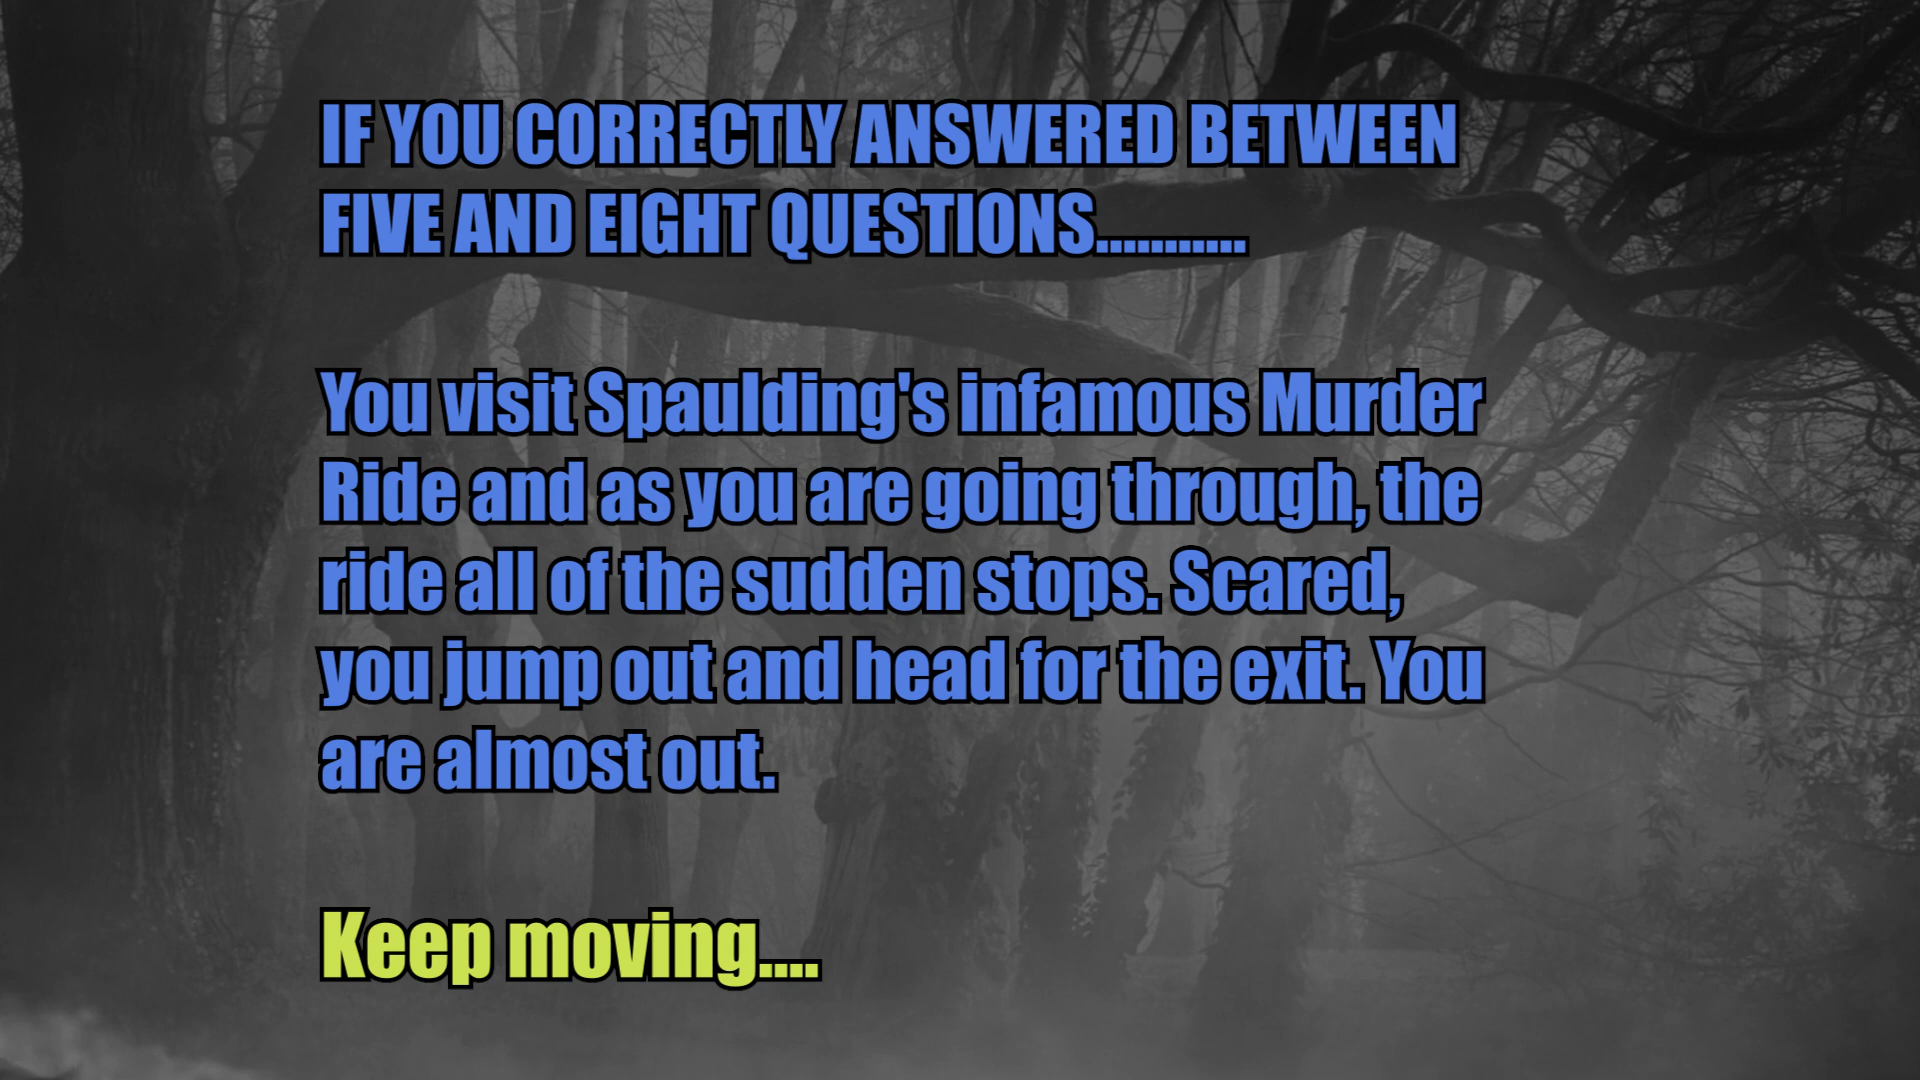 IF YOU CORRECTLY ANSWERED BETWEEN
FIVE AND EIGHT QUESTIONS...........
You visit Spaulding's infamous Murder
Ride and as you are going through, the
ride all of the sudden stops. Scared,
you jump out and head for the exit. You
are almost out.
Keep moving....